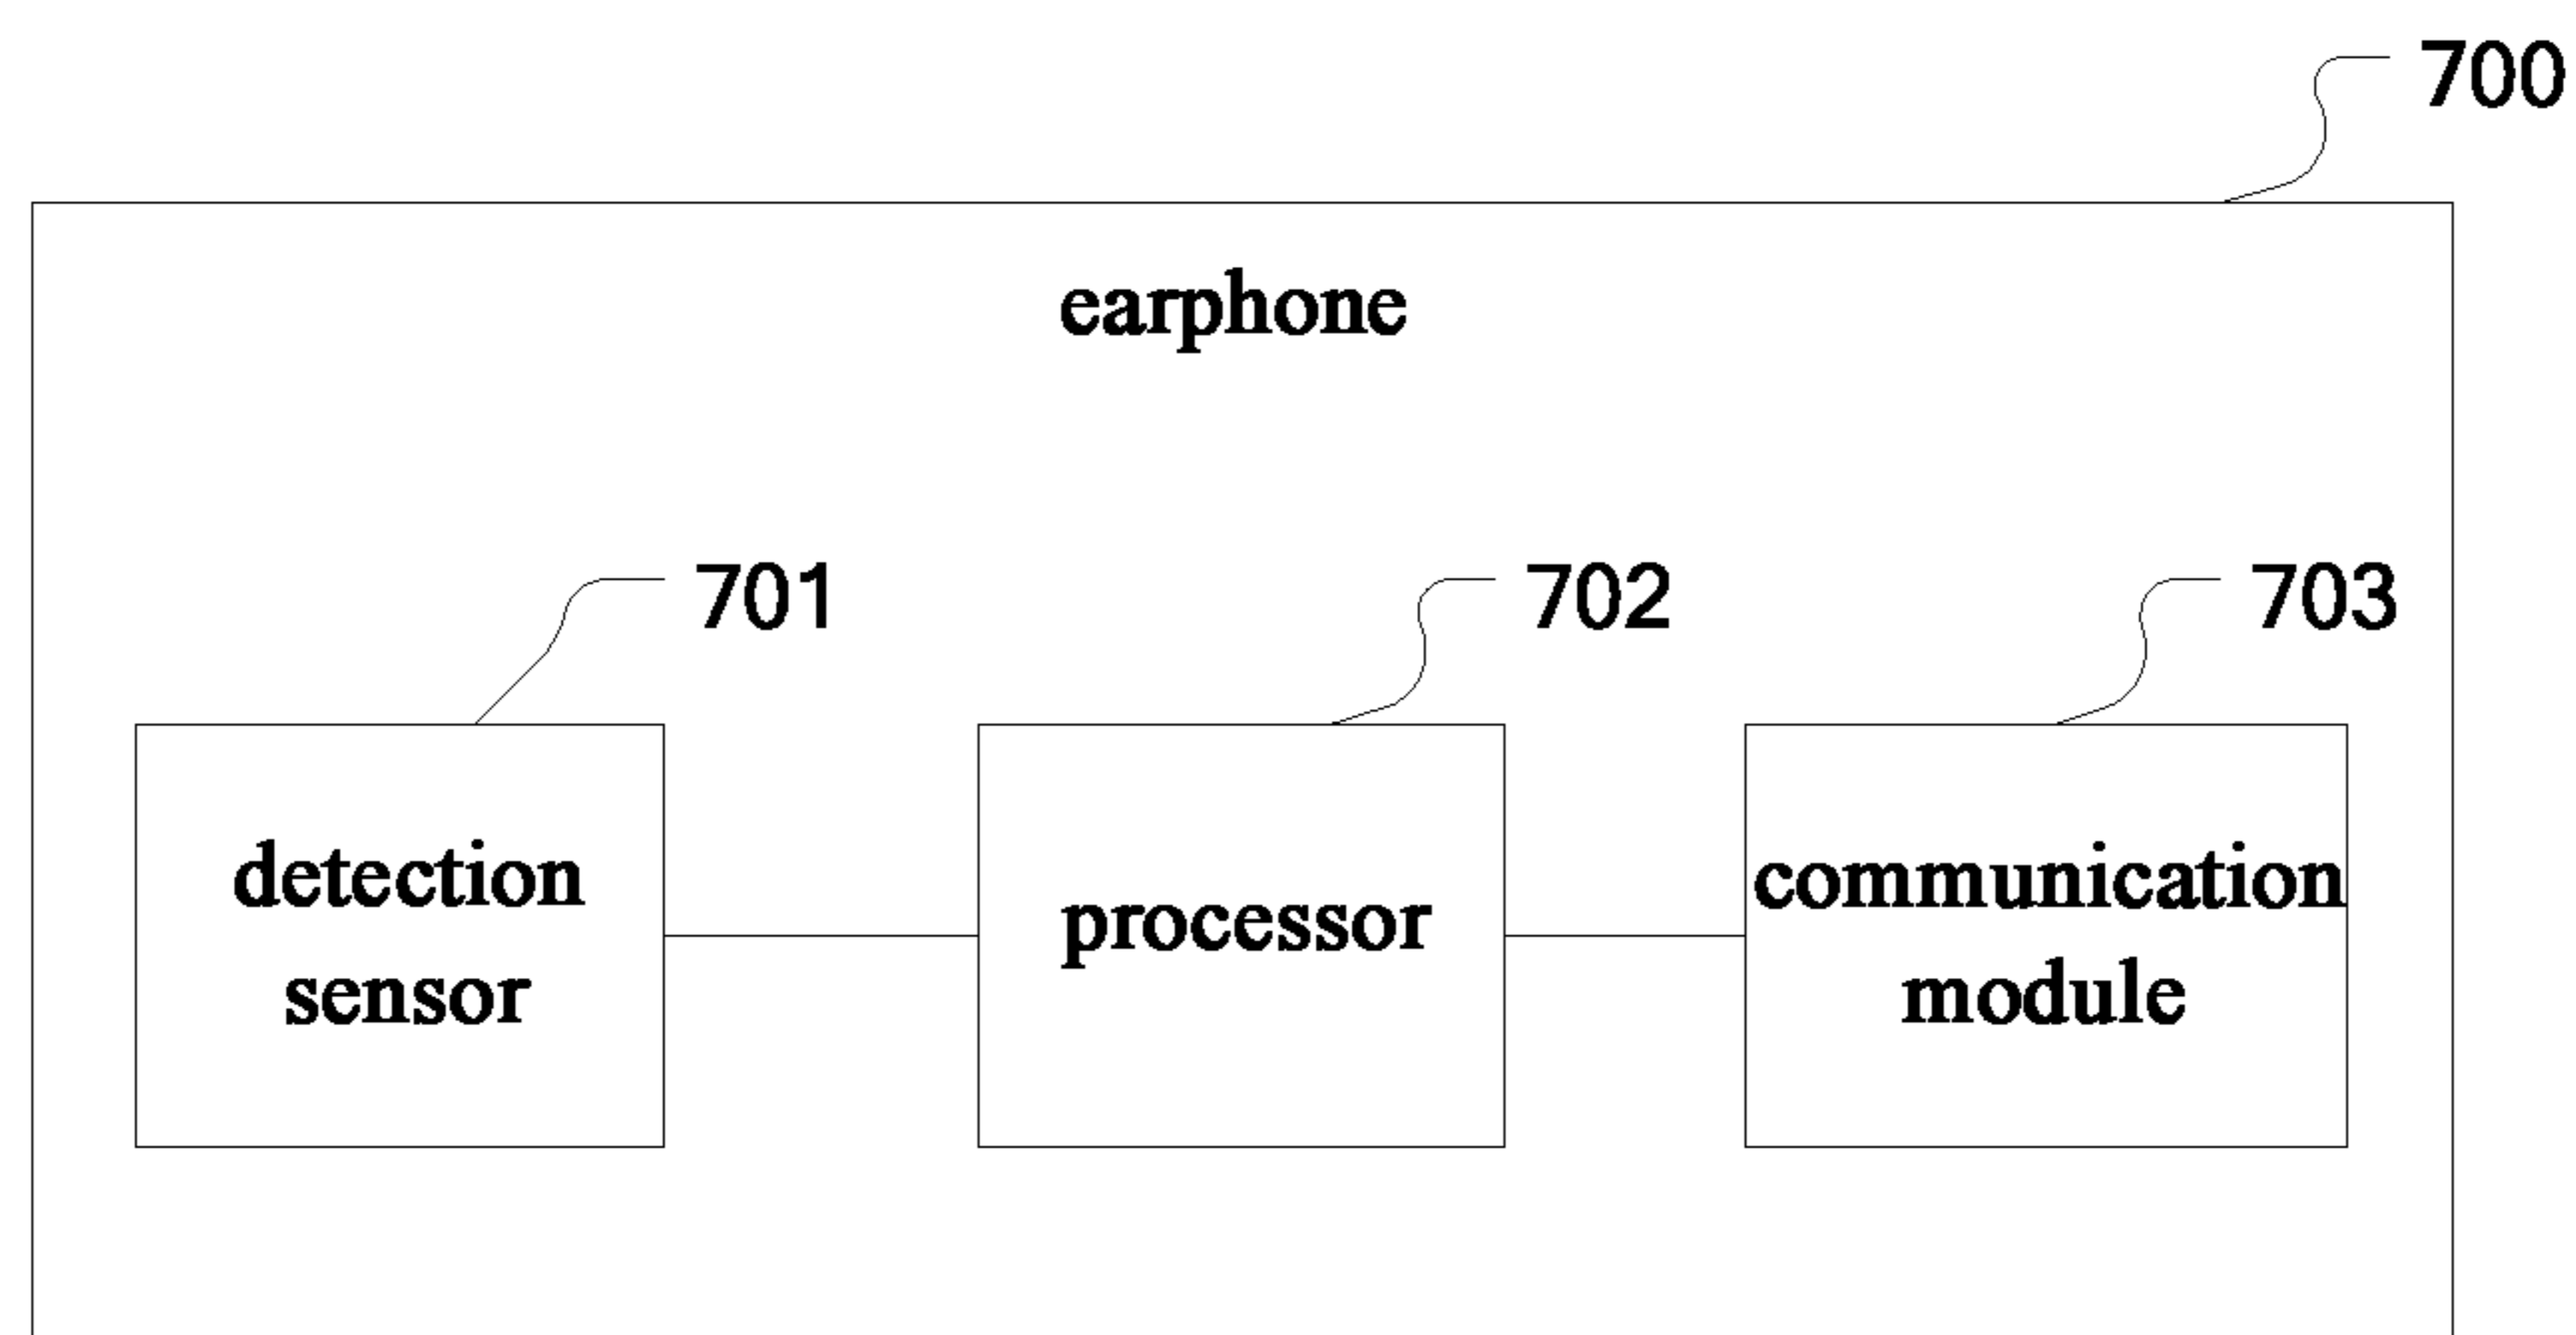 700
earphone
701
702
703
detection
sensor
processor
communication
module